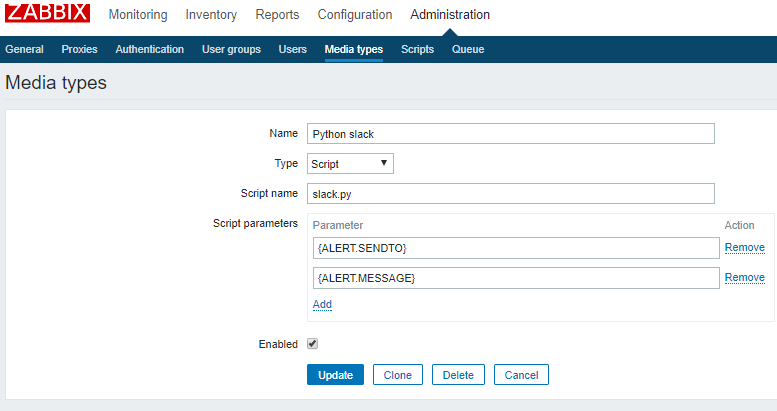 ZABBIX Monitoring Inventory Reports Configuration Administration
General Proxies Authentication User groups Users Media types Scripts Queue
Media types
Name Python slack
Type Script
Script name slack.py
Script parameters Parameter Action
{ALERT.SENDTO} Remove
{ALERT.MESSAGE} Remove
Add
Enabled
Update Clone Delete Cancel